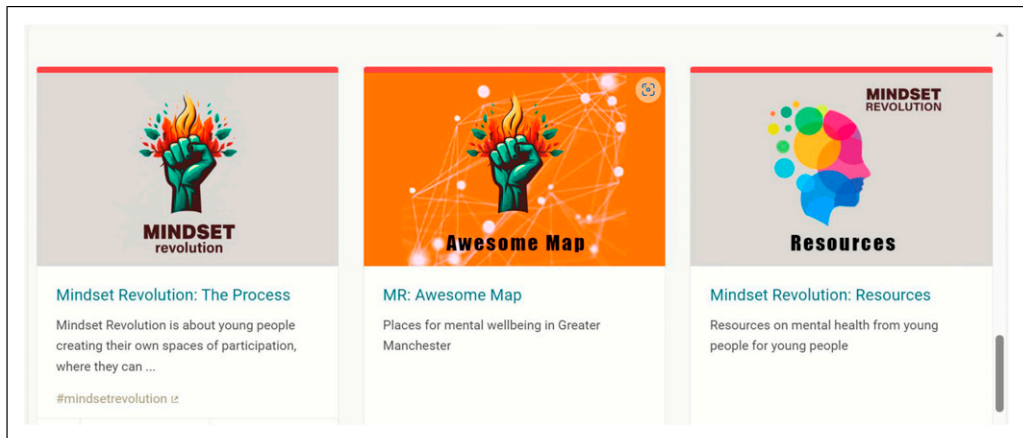 MINDSET
revolution
Mindset Revolution: The Process
Mindset Revolution is about young people
creating their own spaces of participation,
where they can ...
#mindsetrevolution
Awesome Map
MR: Awesome Map
Places for mental wellbeing in Greater
Manchester
MINDSET
REVOLUTION
Resources
Mindset Revolution: Resources
Resources on mental health from young
people for young people